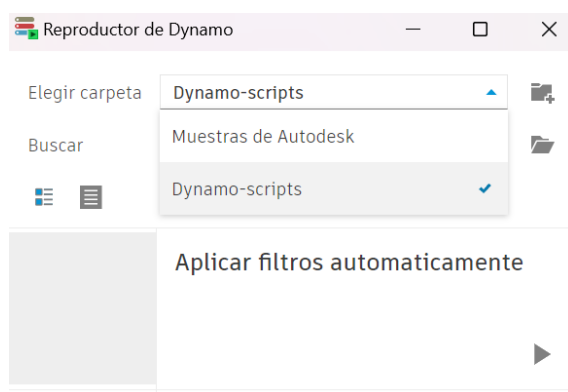 Reproductor de Dynamo
Elegir carpeta Dynamo-scripts
Muestras de Autodesk
Buscar
Dynamo-scripts
Aplicar filtros automaticamente